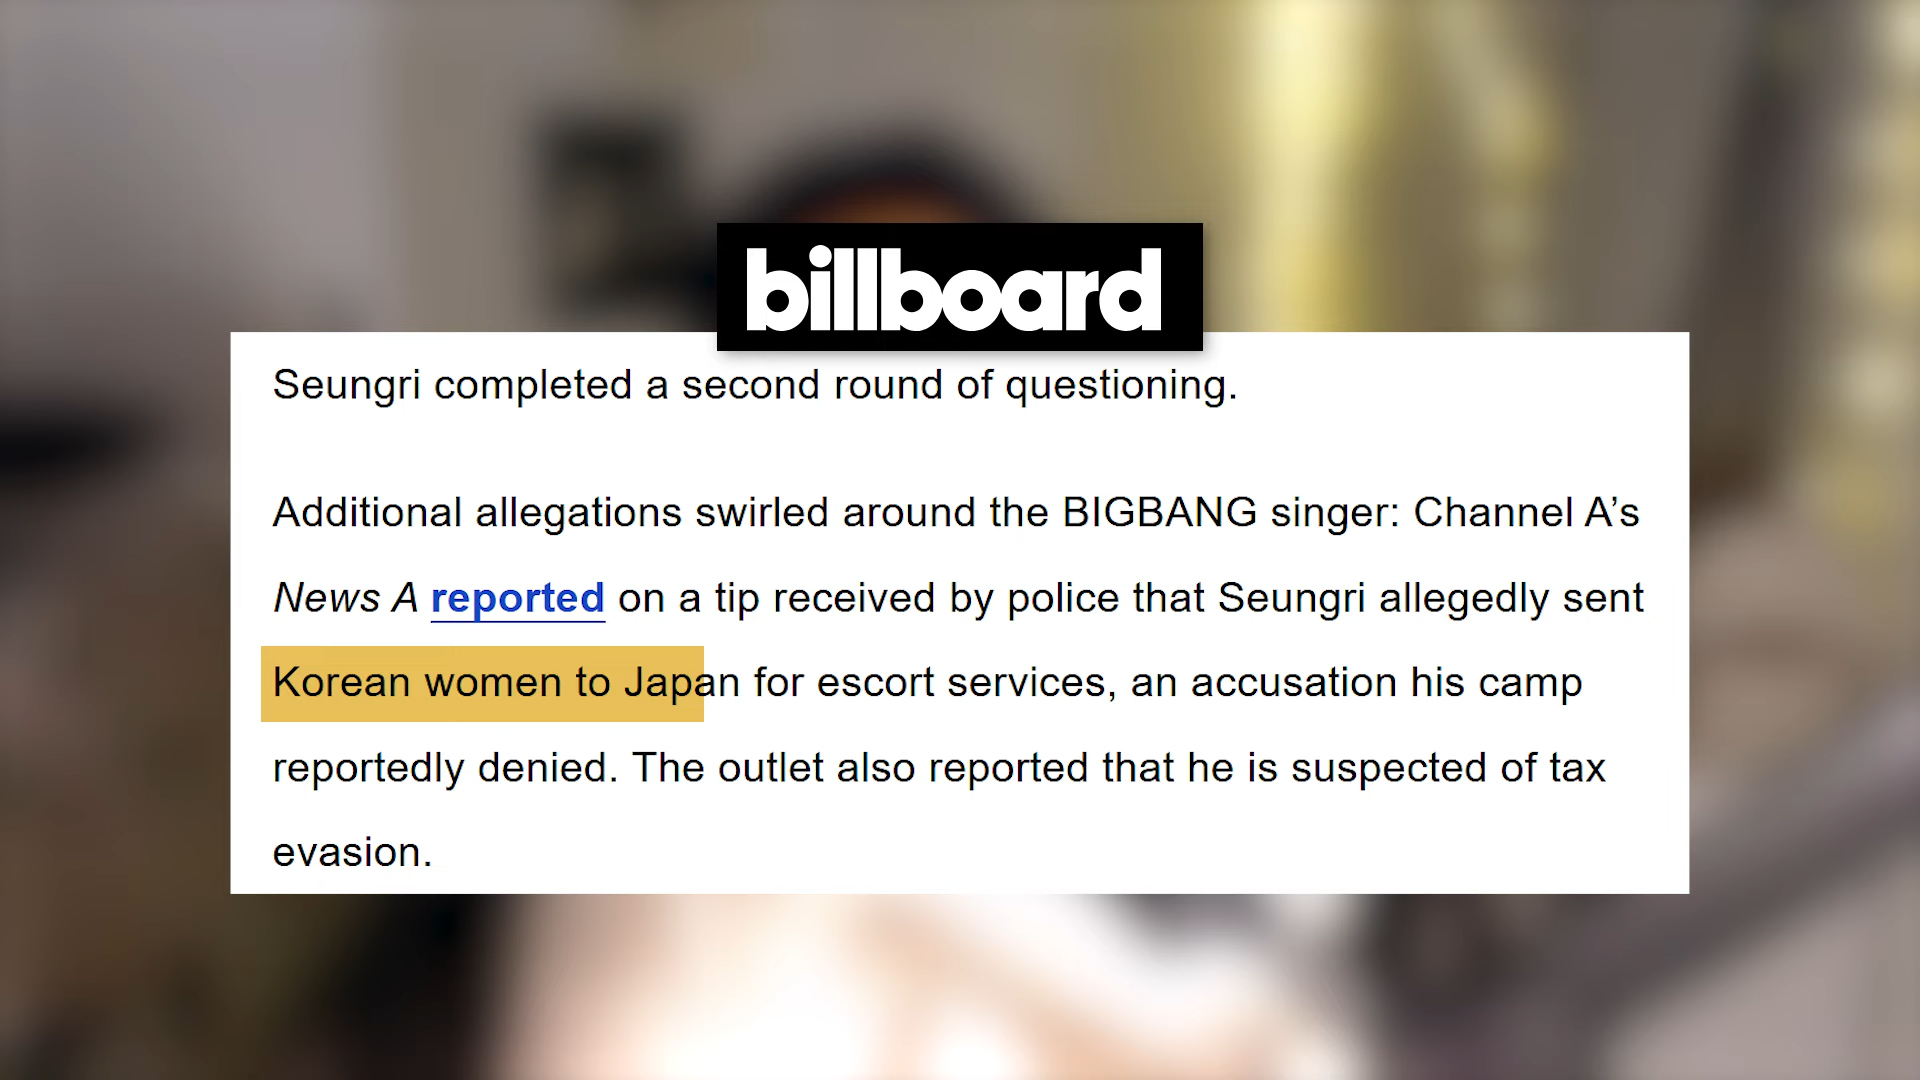 billboard
Seungri completed a second round of questioning.
Additional allegations swirled around the BIGBANG singer: Channel A’s
News A reported on a tip received by police that Seungri allegedly sent
Korean women to Japan for escort services, an accusation his camp
reportedly denied. The outlet also reported that he is suspected of tax
evasion.